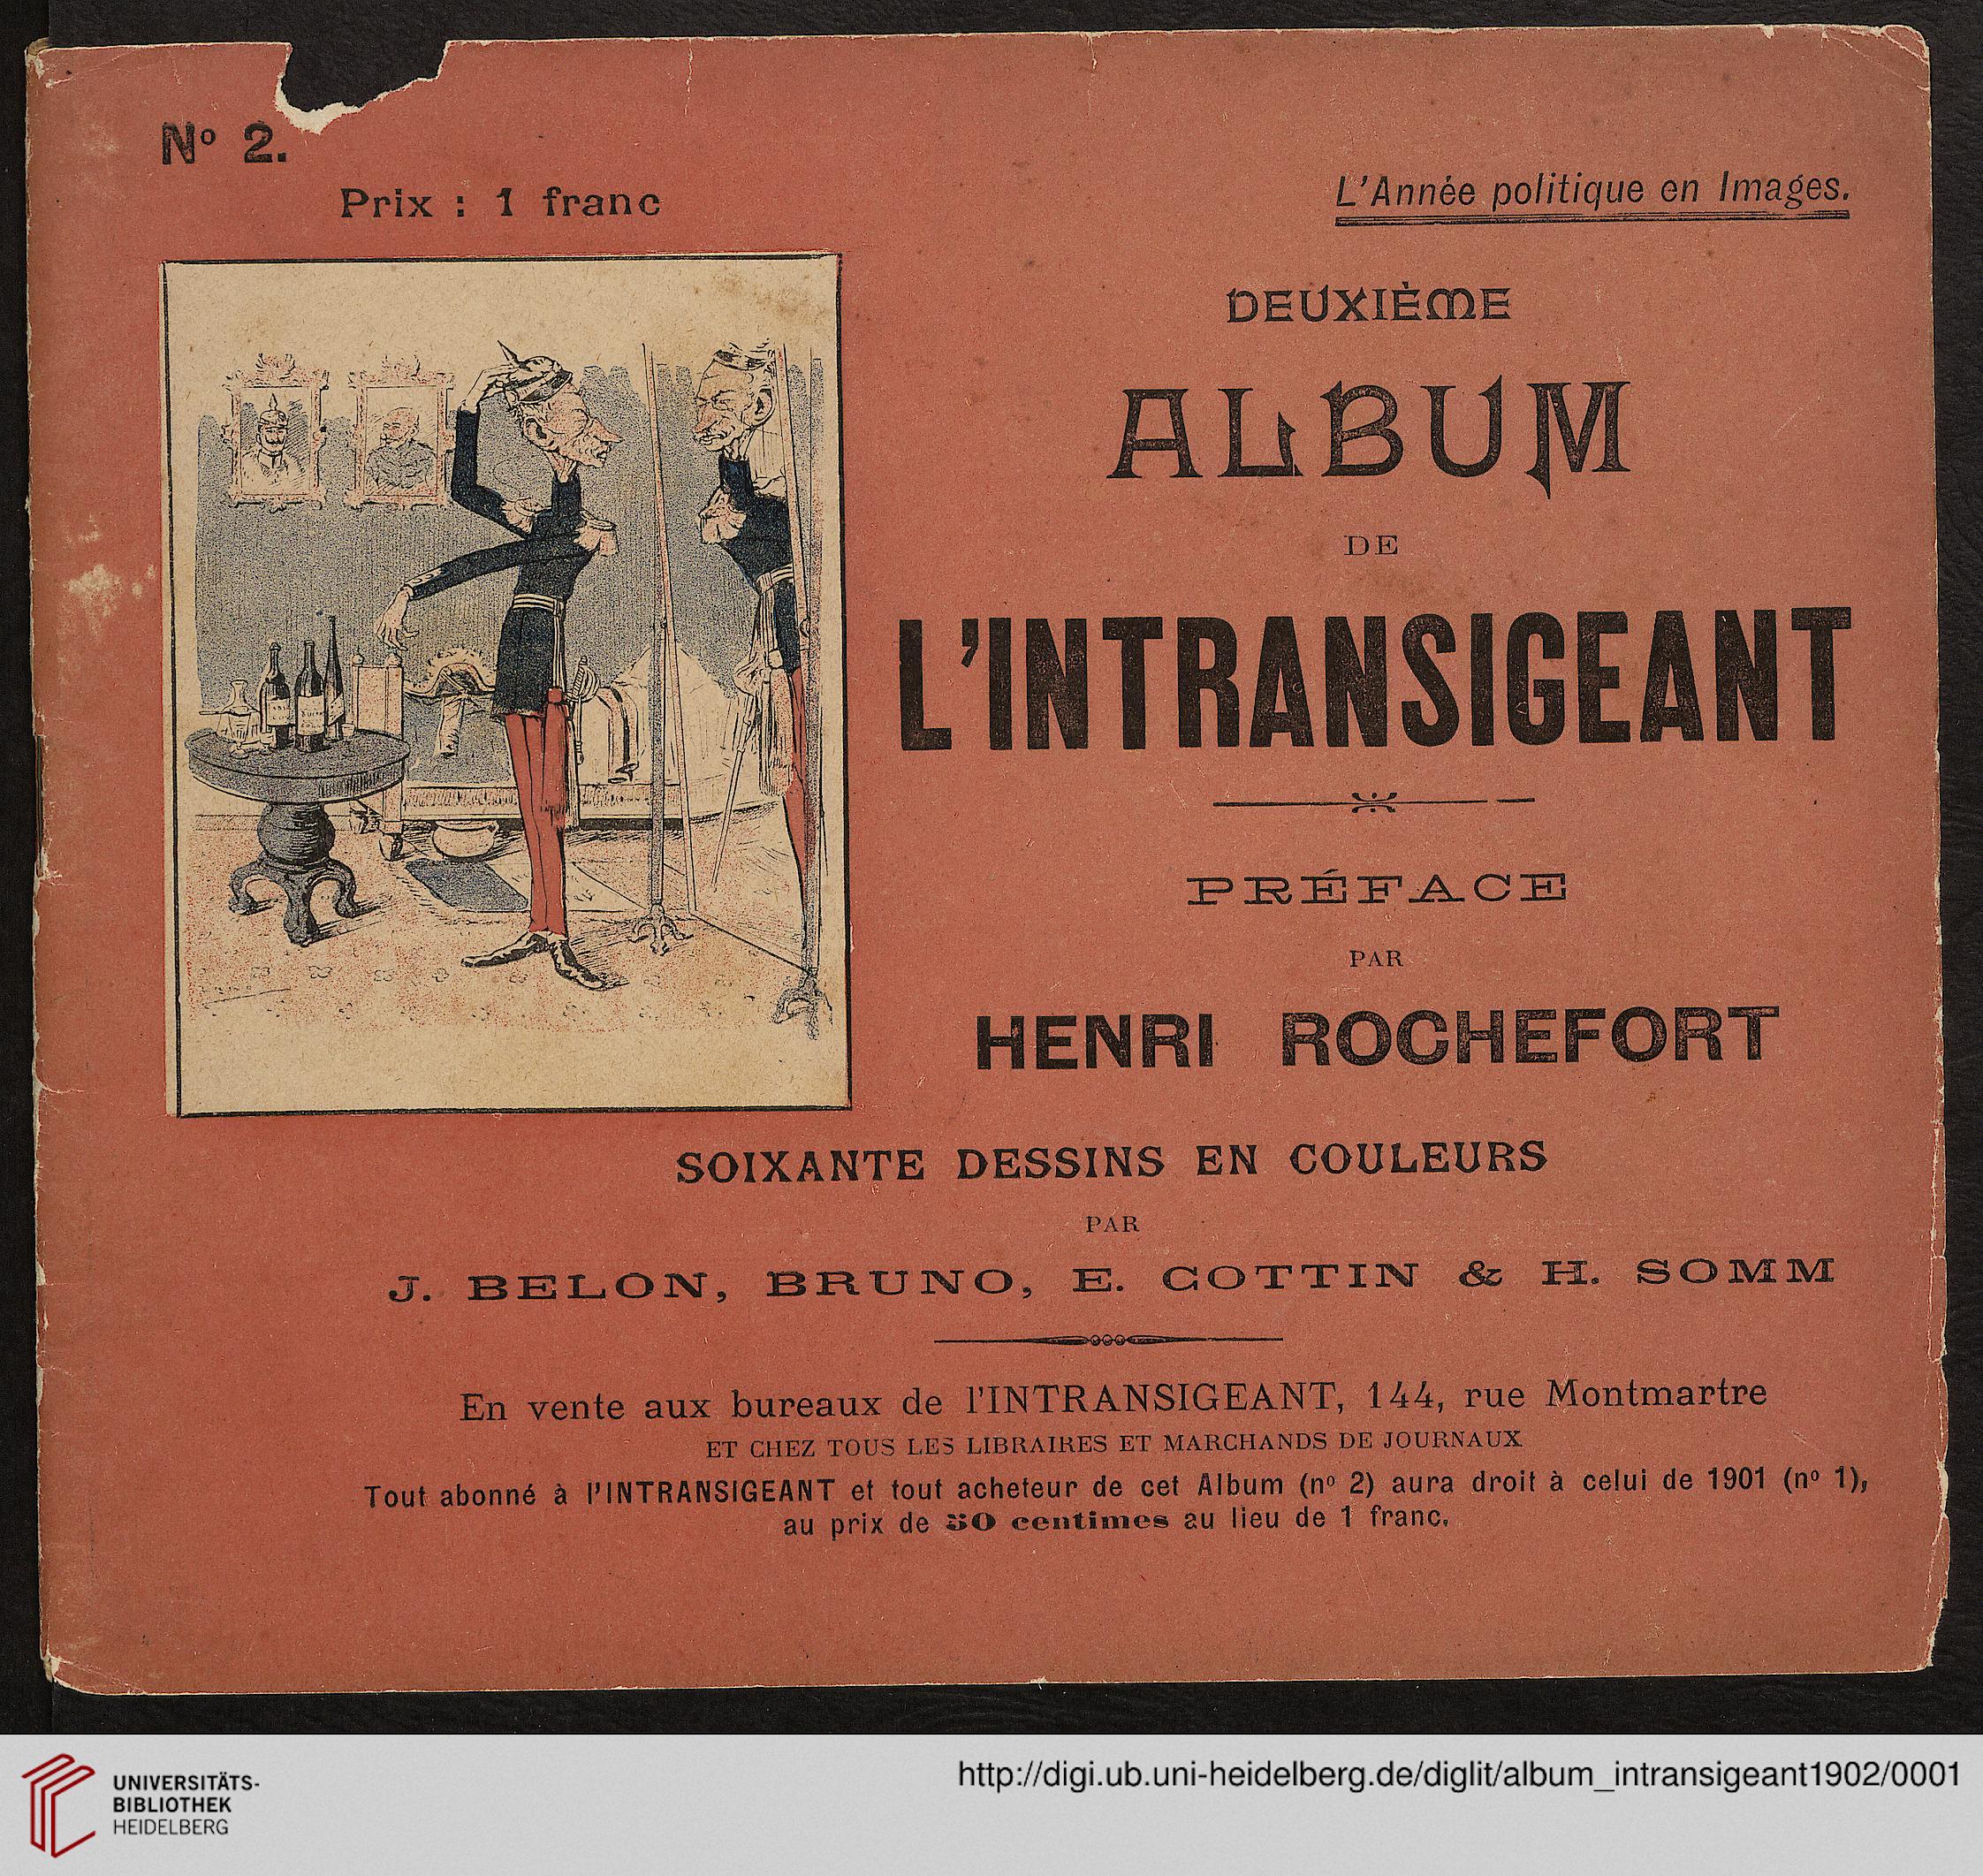 Nº 2.
Prix : 1 franc
L'Année politique en Images.
DEUXIÈME
ALBUM
DE
L'INTRANSIGEANT
PRÉFACE
PAR
HENRI ROCHEFORT
SOIXANTE DESSINS EN COULEURS
PAR
J. BELON, BRUNO, E. COTTIN & H. SOMM
En vente aux bureaux de l'INTRANSIGEANT, 144, rue Montmartre
ET CHEZ TOUS LES LIBRAIRES ET MARCHANDS DE JOURNAUX
Tout abonné à l'INTRANSIGEANT et tout acheteur de cet Album (nº 2) aura droit à celui de 1901 (nº 1),
au prix de 50 centimes au lieu de 1 franc.
UNIVERSITÄTS-
BIBLIOTHEK
HEIDELBERG
http://digi.ub.uni-heidelberg.de/diglit/album_intransigeant1902/0001